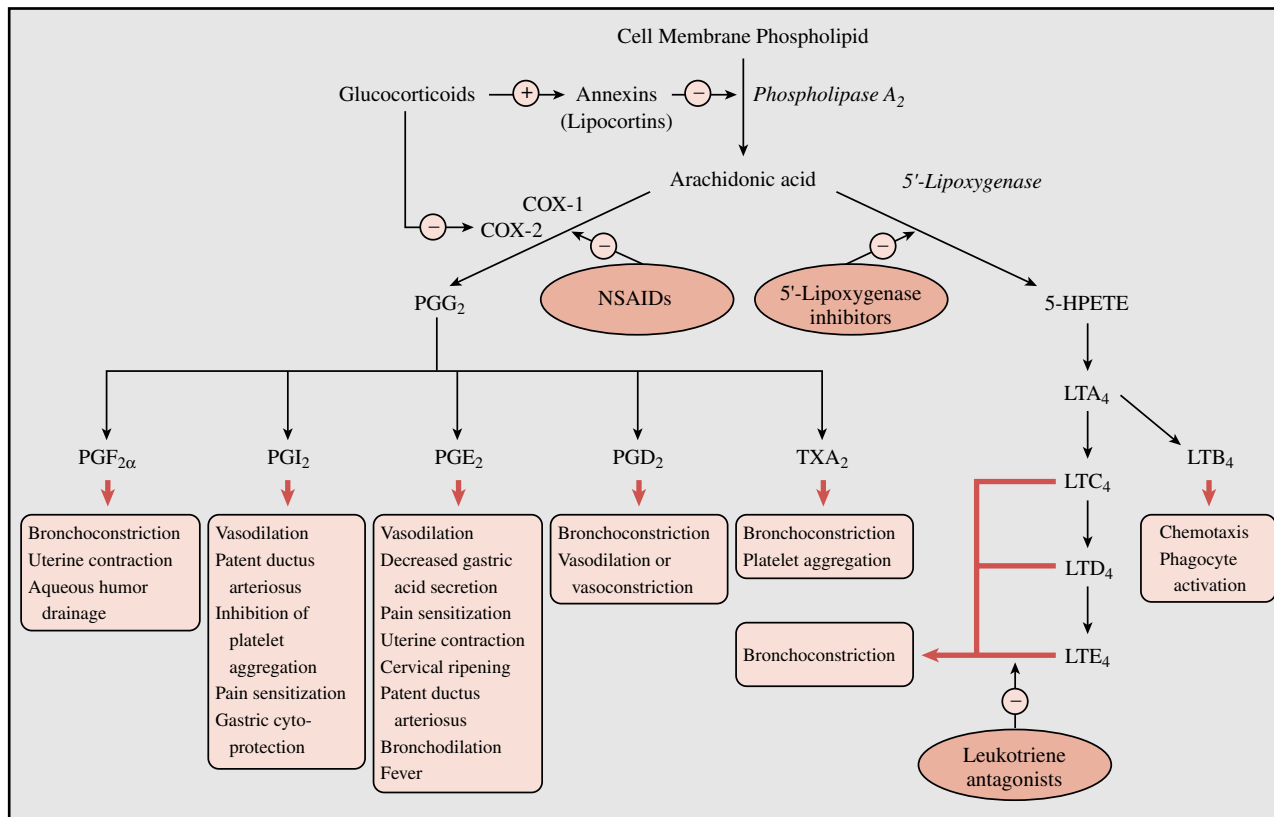 Cell Membrane Phospholipid
Glucocorticoids
+
Annexins
(Lipocortins)
−
Phospholipase A2
Arachidonic acid
5'-Lipoxygenase
COX-1
COX-2
−
−
−
NSAIDs
5'-Lipoxygenase
inhibitors
PGG2
5-HPETE
LTA4
PGF2α
PGI2
PGE2
PGD2
TXA2
LTB4
LTC4
LTD4
LTE4
Bronchoconstriction
Uterine contraction
Aqueous humor
drainage
Vasodilation
Patent ductus
arteriosus
Inhibition of
platelet
aggregation
Pain sensitization
Gastric cyto-
protection
Vasodilation
Decreased gastric
acid secretion
Pain sensitization
Uterine contraction
Cervical ripening
Patent ductus
arteriosus
Bronchodilation
Fever
Bronchoconstriction
Vasodilation or
vasoconstriction
Bronchoconstriction
Platelet aggregation
Bronchoconstriction
Chemotaxis
Phagocyte
activation
−
Leukotriene
antagonists